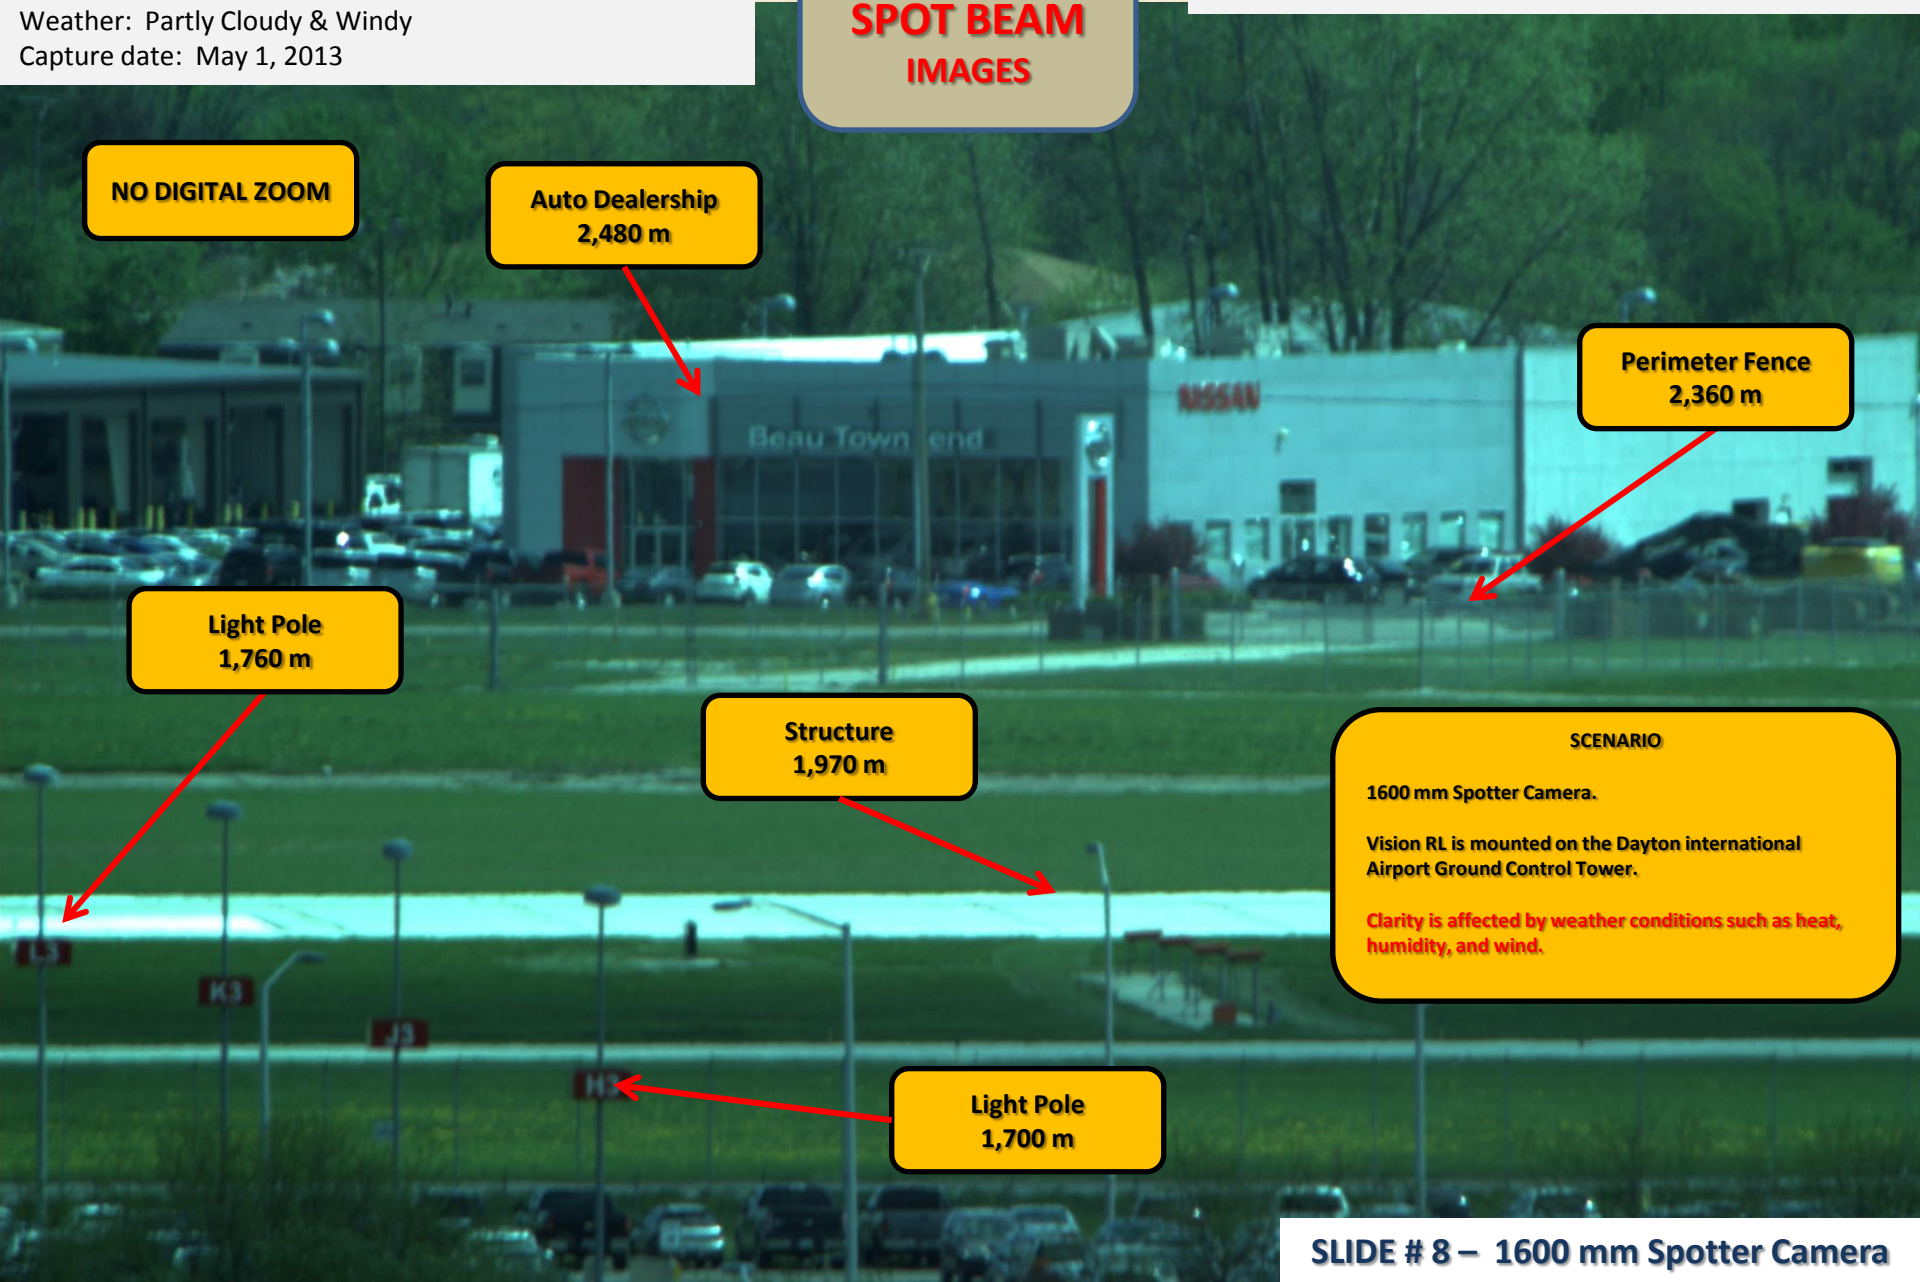 Weather:  Partly Cloudy & Windy
Capture date:  May 1, 2013
SPOT BEAM
IMAGES
NO DIGITAL ZOOM
Auto Dealership
2,480 m
Perimeter Fence
2,360 m
NISSAN
Beau Town end
Light Pole
1,760 m
Structure
1,970 m
SCENARIO
1600 mm Spotter Camera.
Vision RL is mounted on the Dayton international
Airport Ground Control Tower.
Clarity is affected by weather conditions such as heat,
humidity, and wind.
L3
K3
J3
H3
Light Pole
1,700 m
SLIDE # 8 –  1600 mm Spotter Camera